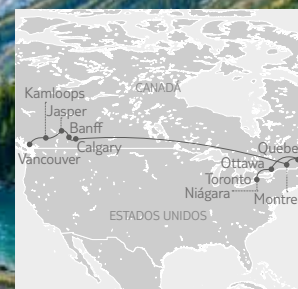 CANADÁ
Kamloops
Jasper
Banff
Calgary
Vancouver
Quebe
Ottawa
Toronto
Niágara
Montre
ESTADOS UNIDOS